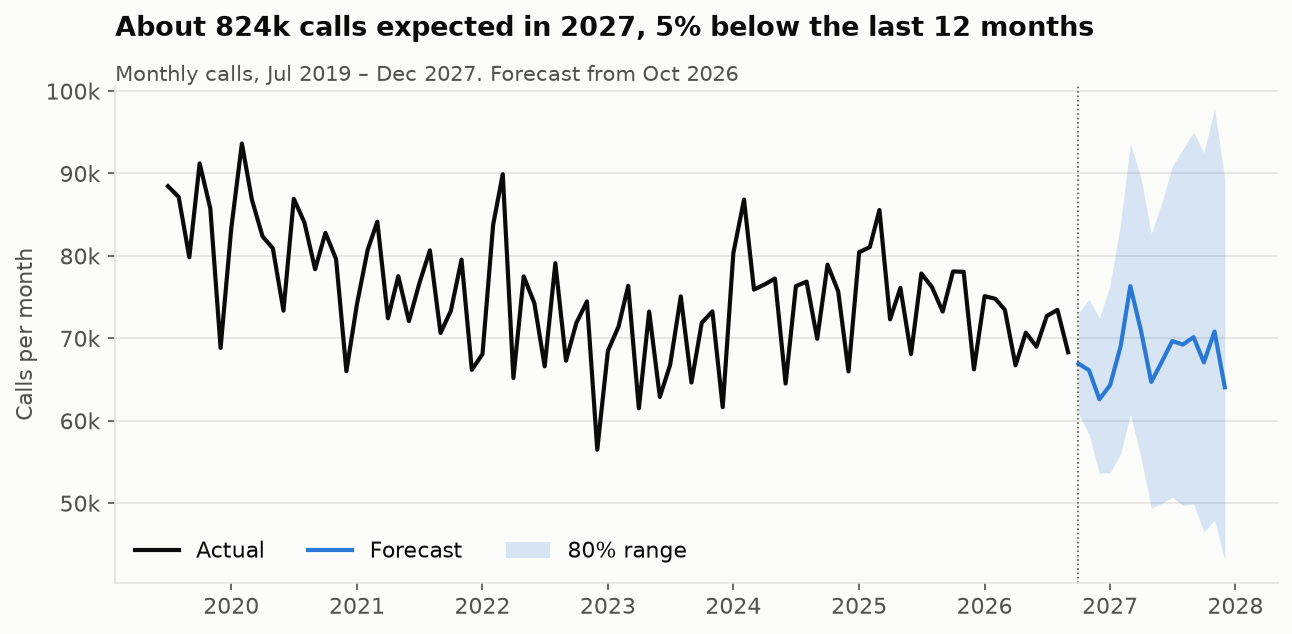 About 824k calls expected in 2027, 5% below the last 12 months
Monthly calls, Jul 2019 – Dec 2027. Forecast from Oct 2026
Calls per month
100k
90k
80k
70k
60k
50k
Actual
Forecast
80% range
2020
2021
2022
2023
2024
2025
2026
2027
2028